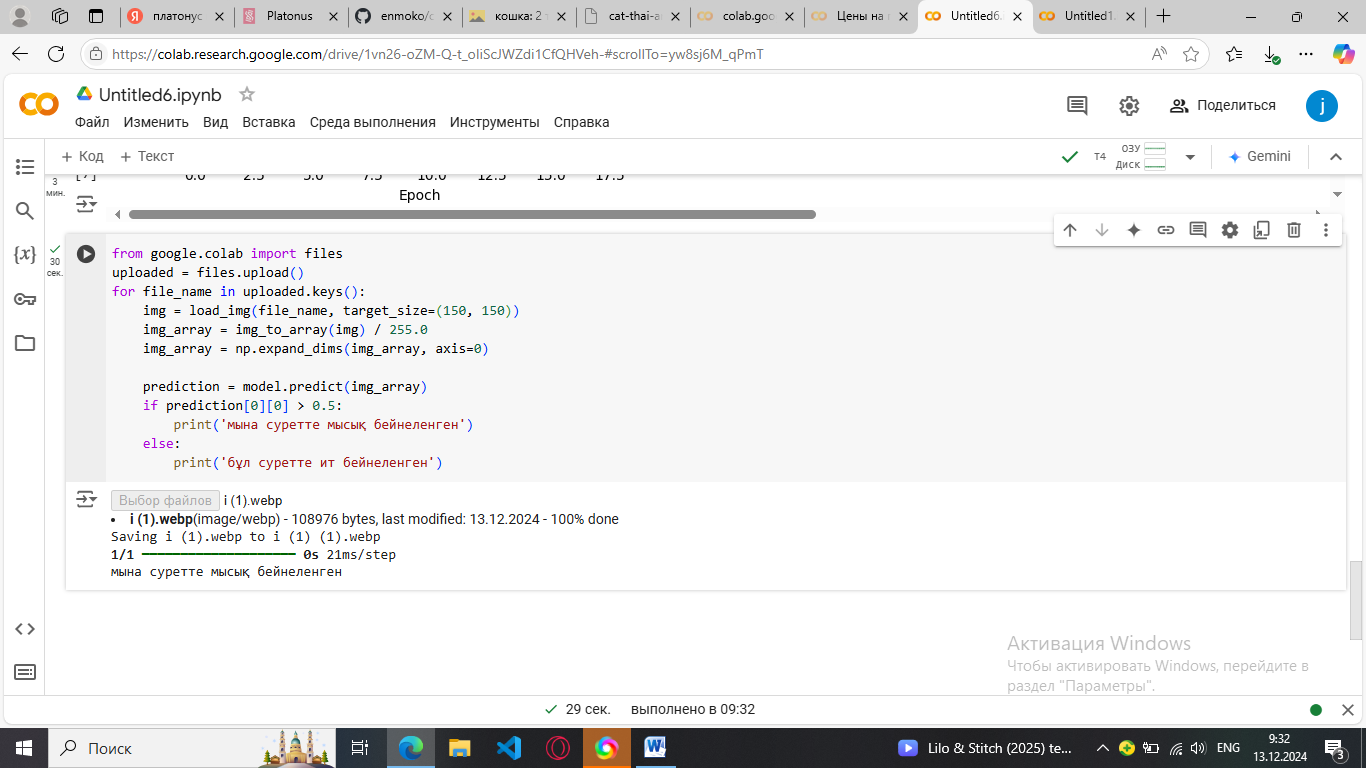 платонус
Platonus
enmoko/c
кошка: 2 т
cat-thai-a
colab.goo
Цены на
Untitled6.
Untitled1.
https://colab.research.google.com/drive/1vn26-oZM-Q-t_oIiScJWZdi1CfQHVeh-#scrollTo=yw8sj6M_qPmT
Untitled6.ipynb
Поделиться
j
Файл Изменить Вид Вставка Среда выполнения Инструменты Справка
+ Код + Текст
T4 ОЗУ
Диск
Gemini
3
мин.
0.0 2.5 5.0 7.5 10.0 12.5 15.0 17.5
Epoch
30
сек.
from google.colab import files
uploaded = files.upload()
for file_name in uploaded.keys():
    img = load_img(file_name, target_size=(150, 150))
    img_array = img_to_array(img) / 255.0
    img_array = np.expand_dims(img_array, axis=0)
    prediction = model.predict(img_array)
    if prediction[0][0] > 0.5:
        print('мына суретте мысық бейнеленген')
    else:
        print('бұл суретте ит бейнеленген')
Выбор файлов i (1).webp
• i (1).webp(image/webp) - 108976 bytes, last modified: 13.12.2024 - 100% done
Saving i (1).webp to i (1) (1).webp
1/1 0s 21ms/step
мына суретте мысық бейнеленген
Активация Windows
Чтобы активировать Windows, перейдите в
раздел "Параметры".
29 сек. выполнено в 09:32
Поиск
Lilo & Stitch (2025) te...
ENG
9:32
13.12.2024
3